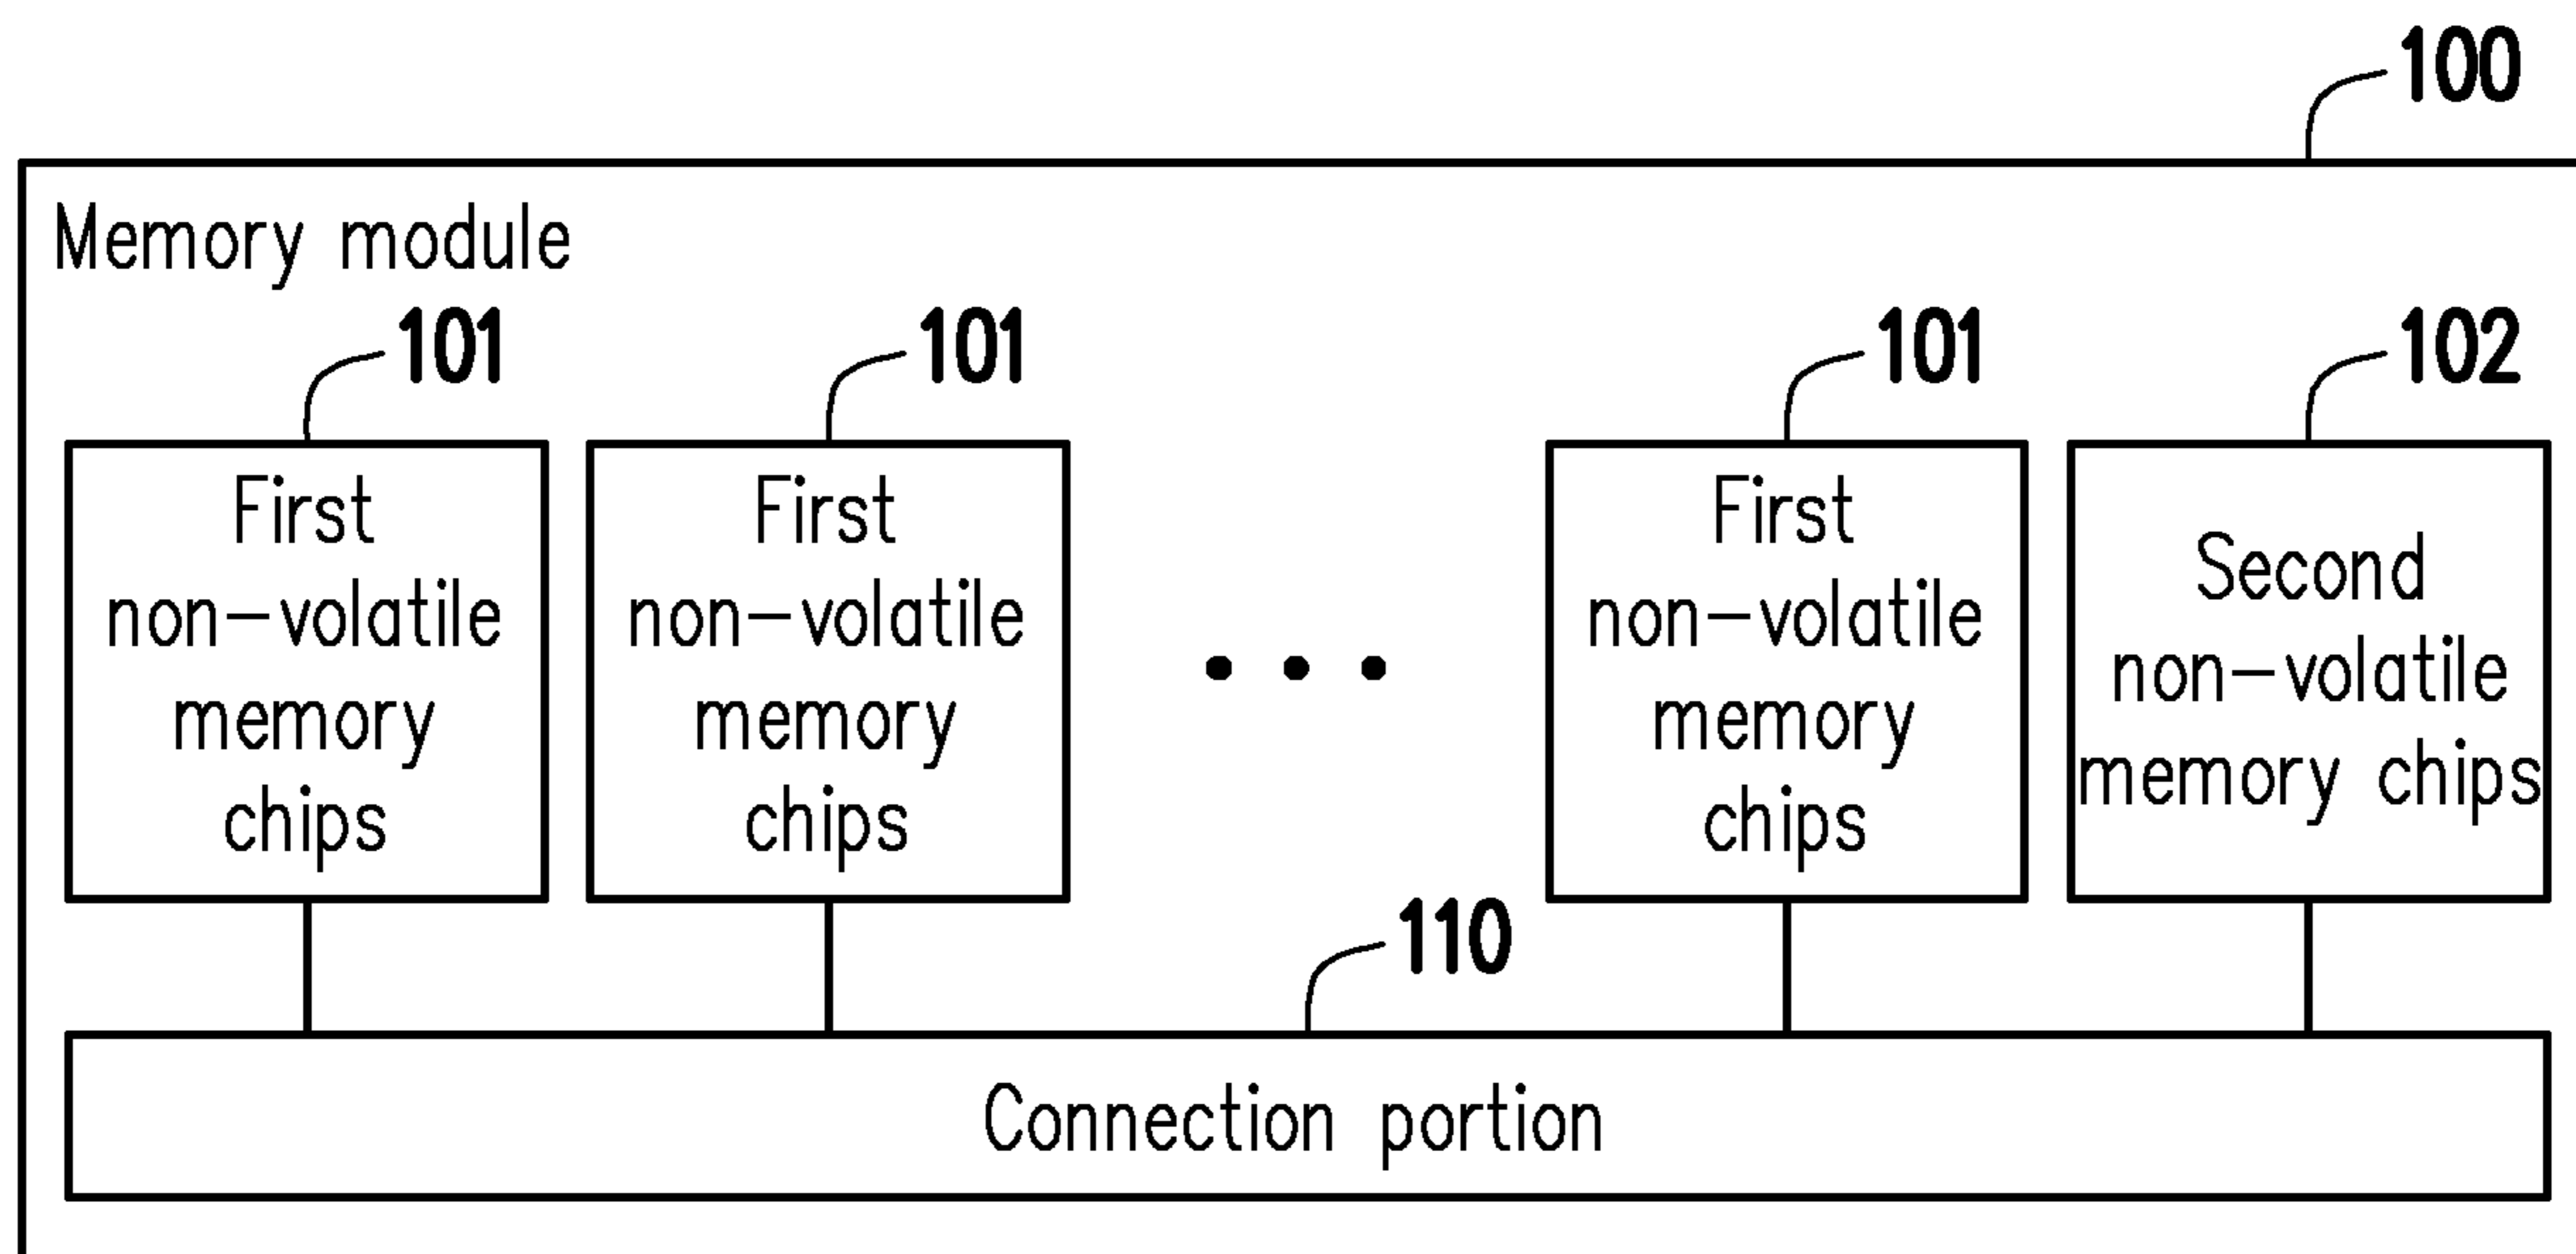 100
Memory module
101
101
101
102
First
non-volatile
memory
chips
First
non-volatile
memory
chips
First
non-volatile
memory
chips
Second
non-volatile
memory chips
110
Connection portion